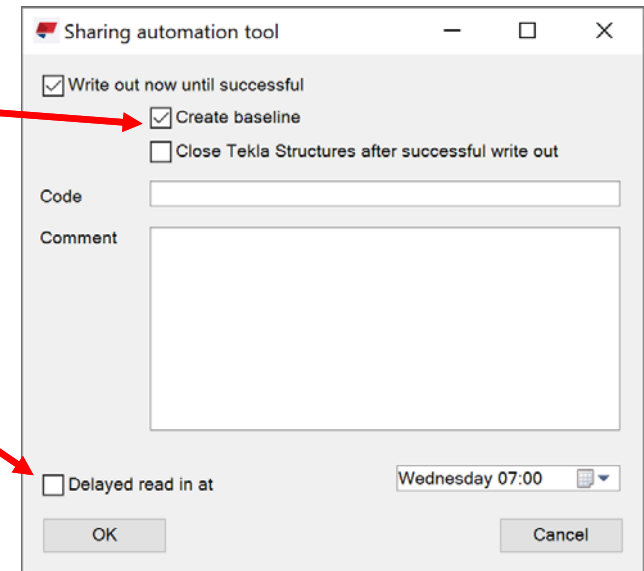 Sharing automation tool
Write out now until successful
Create baseline
Close Tekla Structures after successful write out
Code
Comment
Delayed read in at
Wednesday 07:00
OK
Cancel